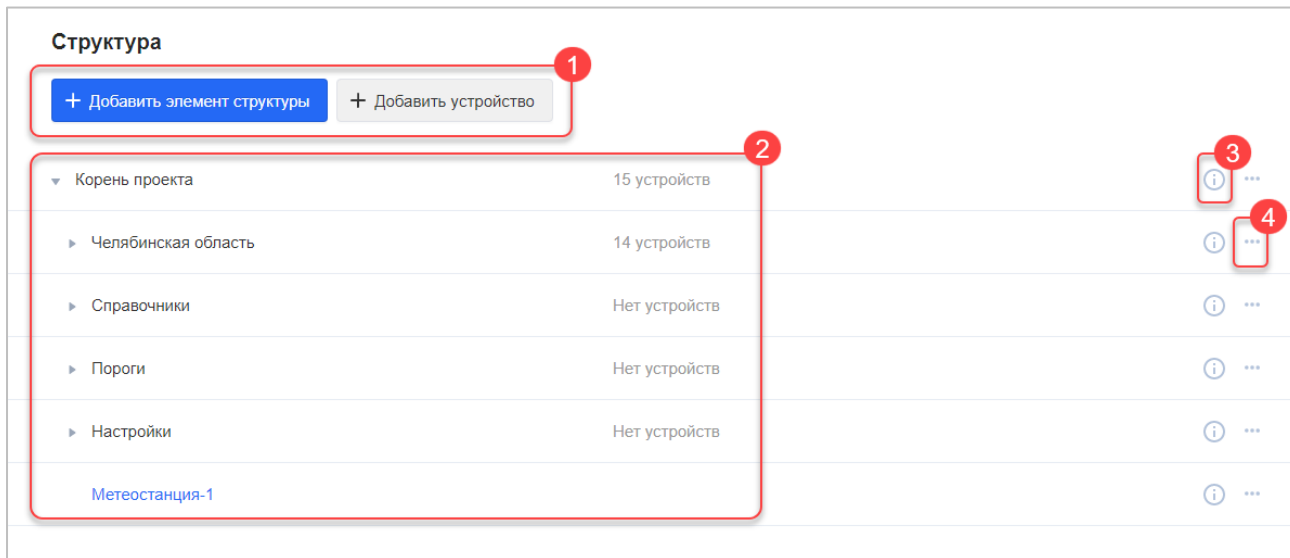 Структура
1
+ Добавить элемент структуры + Добавить устройство
2
3
Корень проекта 15 устройств
4
Челябинская область 14 устройств
Справочники Нет устройств
Пороги Нет устройств
Настройки Нет устройств
Метеостанция-1